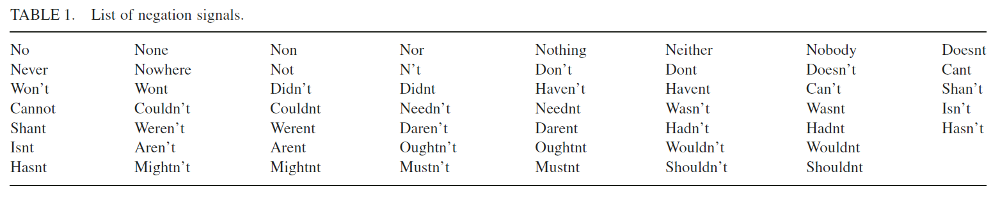 TABLE 1. List of negation signals.
No None Non Nor Nothing Neither Nobody Doesnt
Never Nowhere Not N’t Don’t Dont Doesn’t Cant
Won’t Wont Didn’t Didnt Haven’t Havent Can’t Shan’t
Cannot Couldn’t Couldnt Needn’t Neednt Wasn’t Wasnt Isn’t
Shant Weren’t Werent Daren’t Darent Hadn’t Hadnt Hasn’t
Isnt Aren’t Arent Oughtn’t Oughtnt Wouldn’t Wouldnt
Hasnt Mightn’t Mightnt Mustn’t Mustnt Shouldn’t Shouldnt